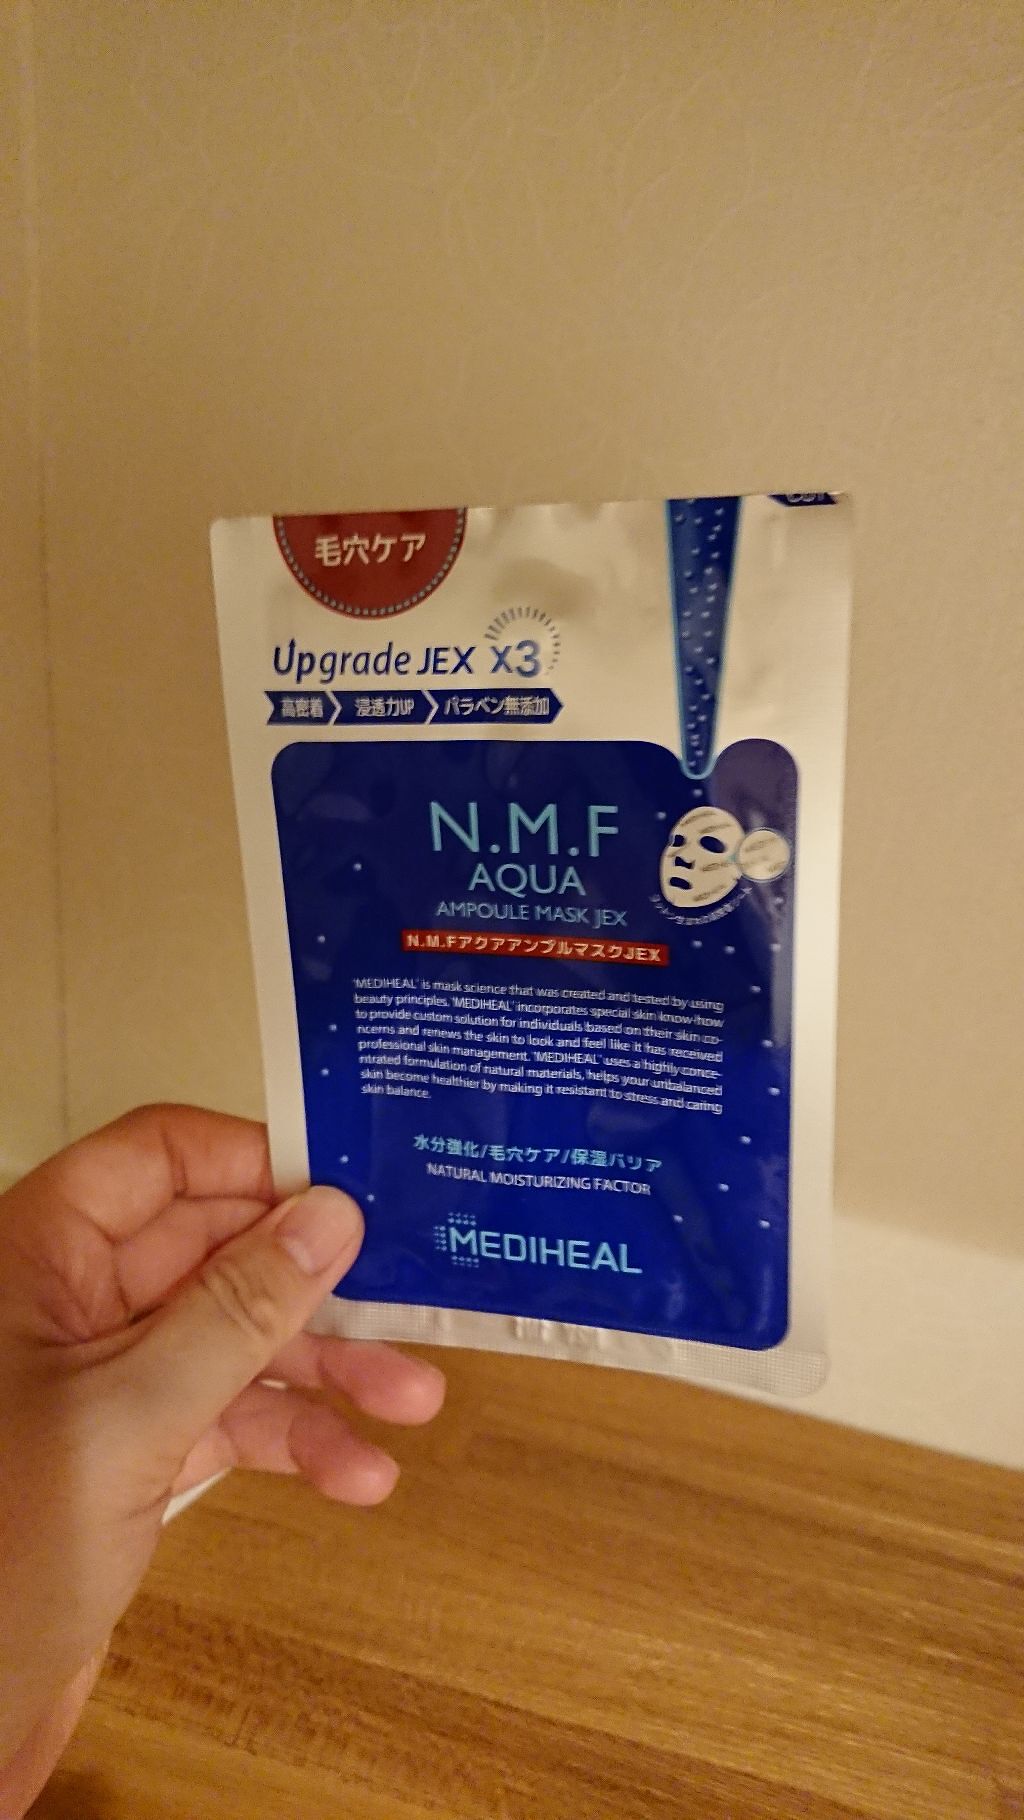 毛穴ケア
Upgrade JEX X3
高密着 浸透力UP パラベン無添加
N.M.F
AQUA
AMPOULE MASK JEX
N.M.FアクアアンプルマスクJEX
'MEDIHEAL' is mask science that was created and tested by using
beauty principles. 'MEDIHEAL' incorporates special skin know-how
to provide custom solution for individuals based on their skin co-
ncerns and renews the skin to look and feel like it has received
professional skin management. 'MEDIHEAL' uses a highly conce-
ntrated formulation of natural materials, helps your unbalanced
skin become healthier by making it resistant to stress and caring
skin balance.
水分強化/毛穴ケア/保湿バリア
NATURAL MOISTURIZING FACTOR
MEDIHEAL